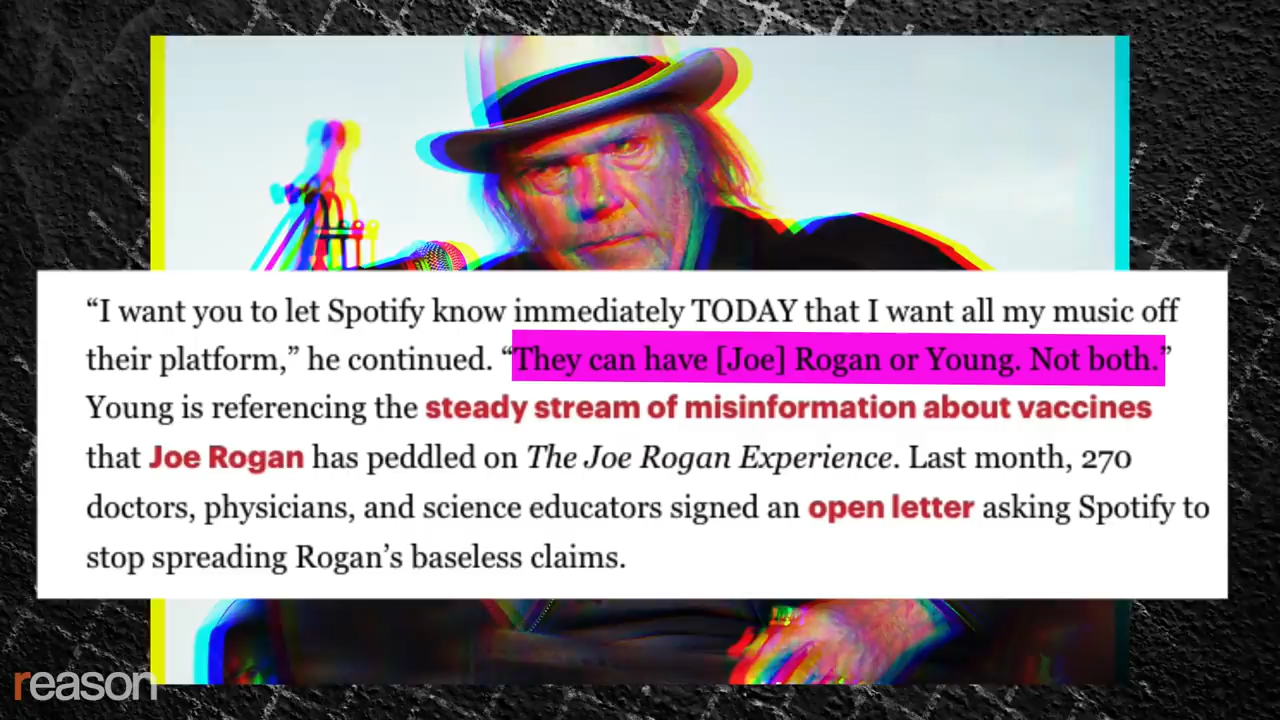 “I want you to let Spotify know immediately TODAY that I want all my music off
their platform,” he continued. “They can have [Joe] Rogan or Young. Not both.”
Young is referencing the steady stream of misinformation about vaccines
that Joe Rogan has peddled on The Joe Rogan Experience. Last month, 270
doctors, physicians, and science educators signed an open letter asking Spotify to
stop spreading Rogan’s baseless claims.
reason